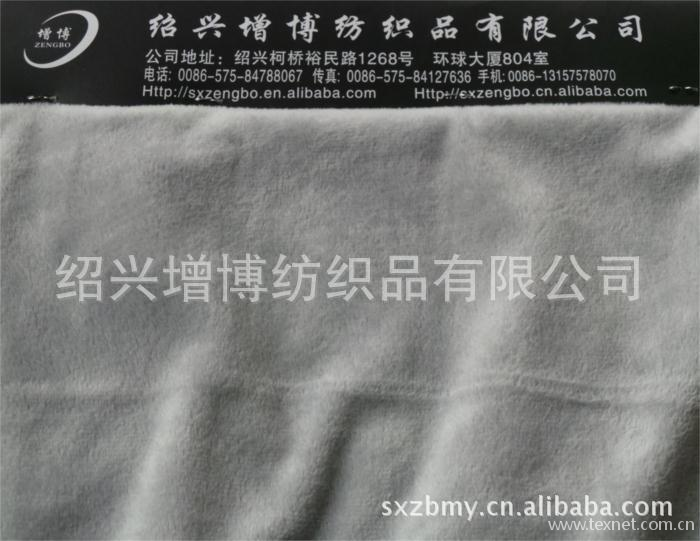 增博
ZENGBO
绍兴增博纺织品有限公司
公司地址：绍兴柯桥裕民路1268号 环球大厦804室
电话: 0086-575-84788067 传真: 0086-575-84127636 手机:0086-13157578070
Http://sxzengbo.en.alibaba.com Http://sxzengbo.cn.alibaba.com
绍兴增博纺织品有限公司
sxzbmy.cn.alibaba.com
www.texnet.com.cn